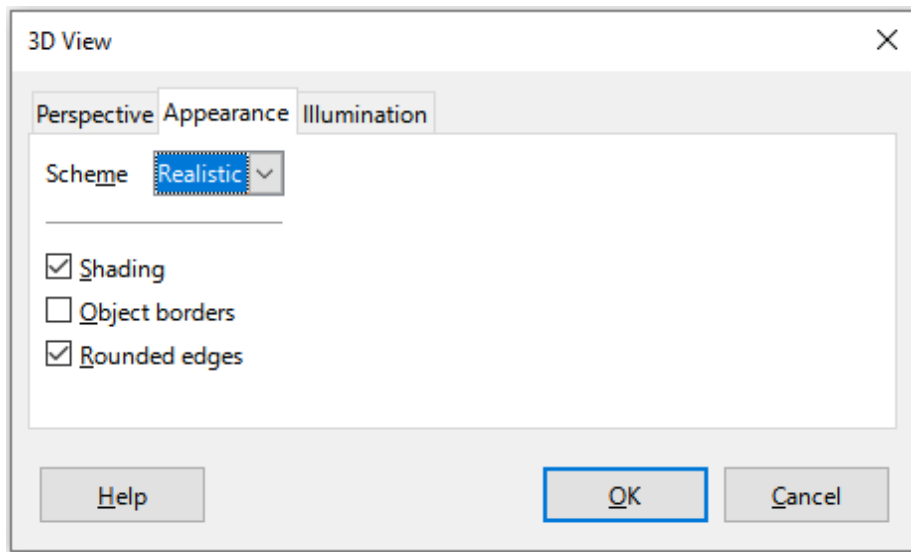 3D View
Perspective Appearance Illumination
Scheme Realistic
Shading
Object borders
Rounded edges
Help OK Cancel